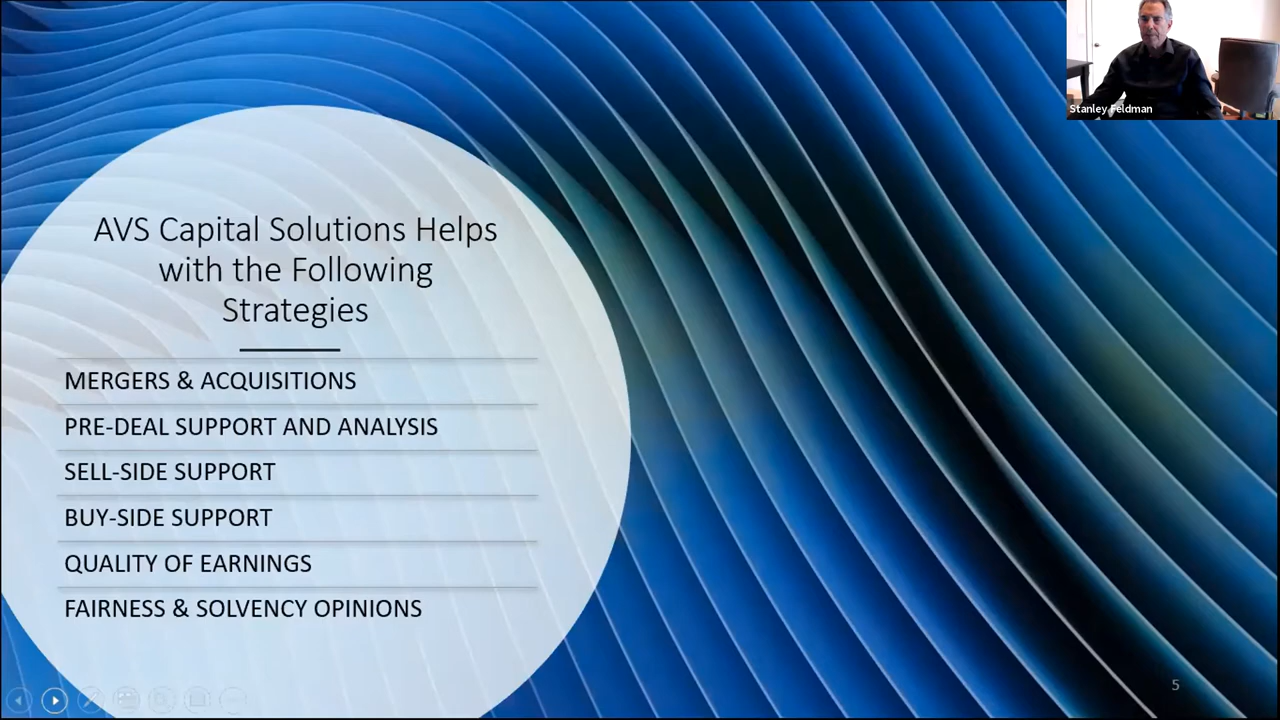 Stanley Feldman
AVS Capital Solutions Helps
with the Following
Strategies
MERGERS & ACQUISITIONS
PRE-DEAL SUPPORT AND ANALYSIS
SELL-SIDE SUPPORT
BUY-SIDE SUPPORT
QUALITY OF EARNINGS
FAIRNESS & SOLVENCY OPINIONS
5